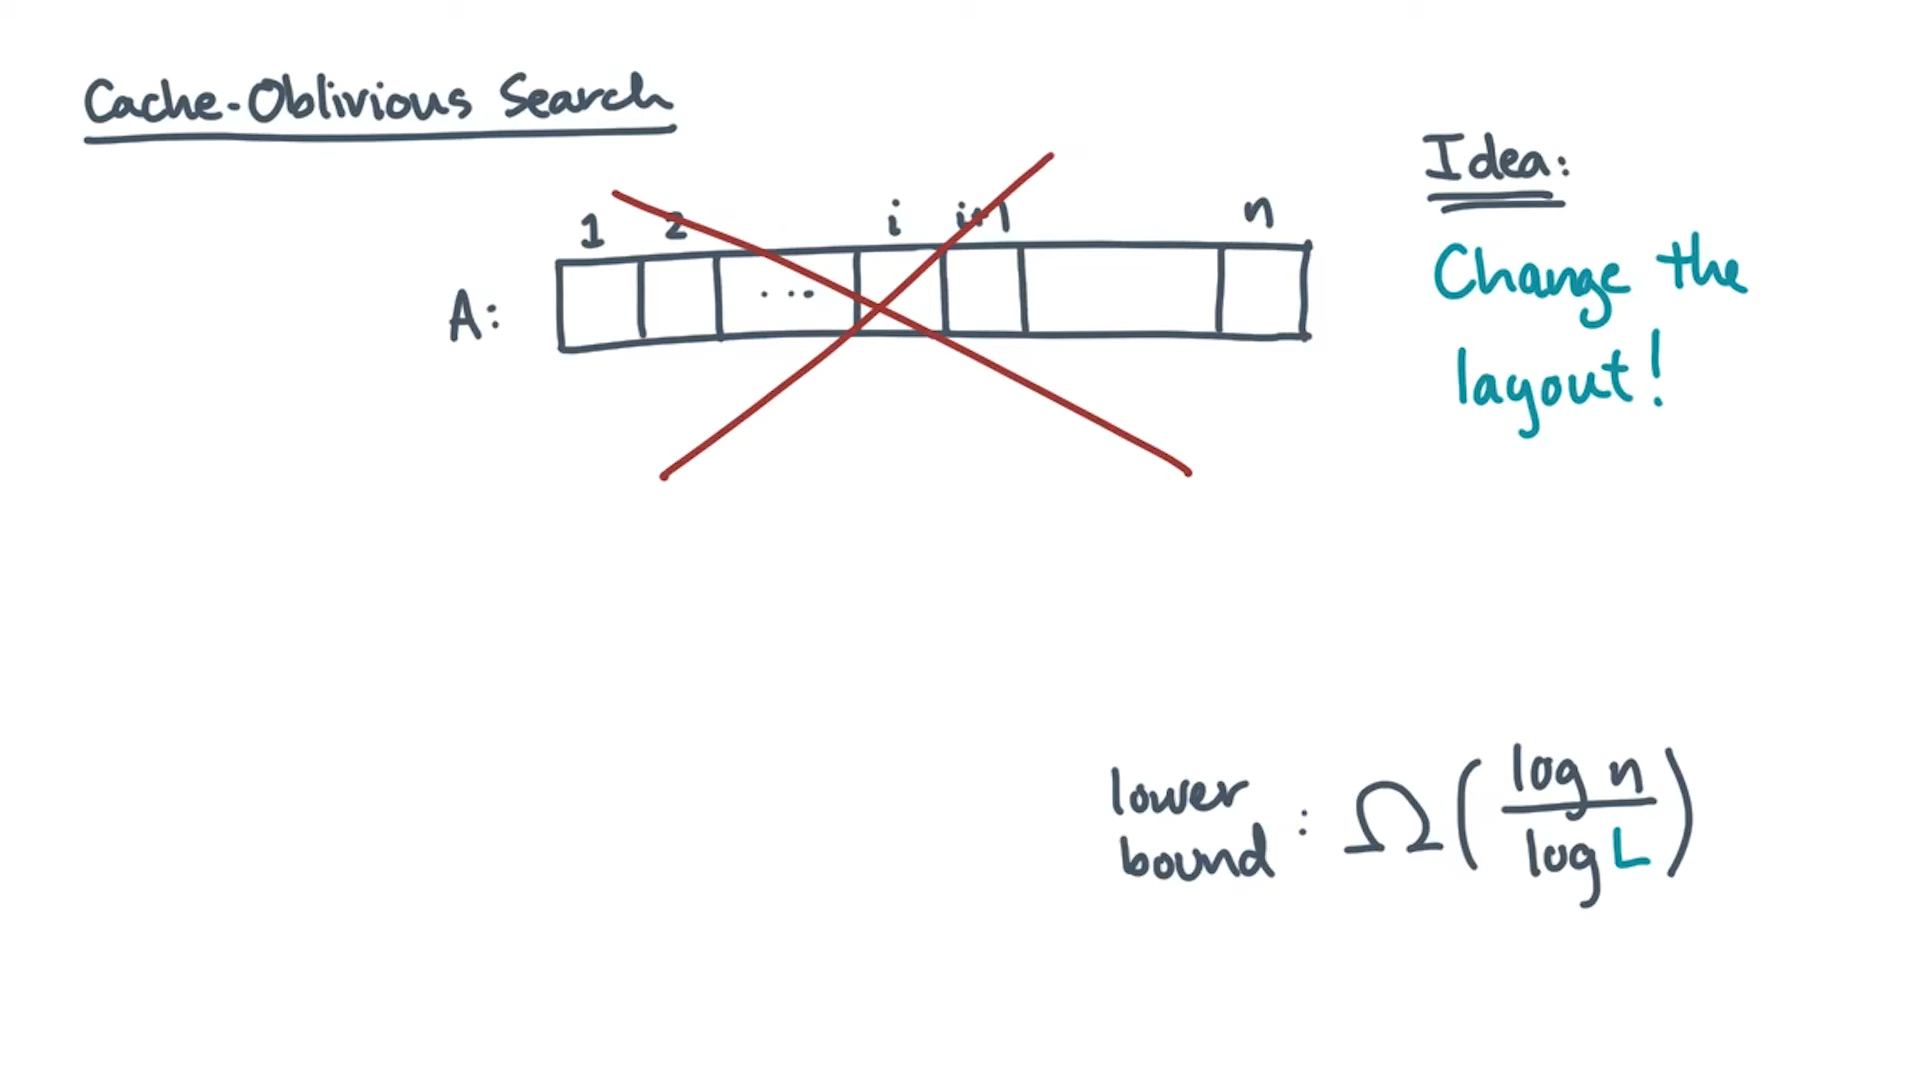 Cache-Oblivious Search
Idea:
1 2 i i+1 n
A: ...
Change the
layout!
lower
bound : Ω ( log n / log L )